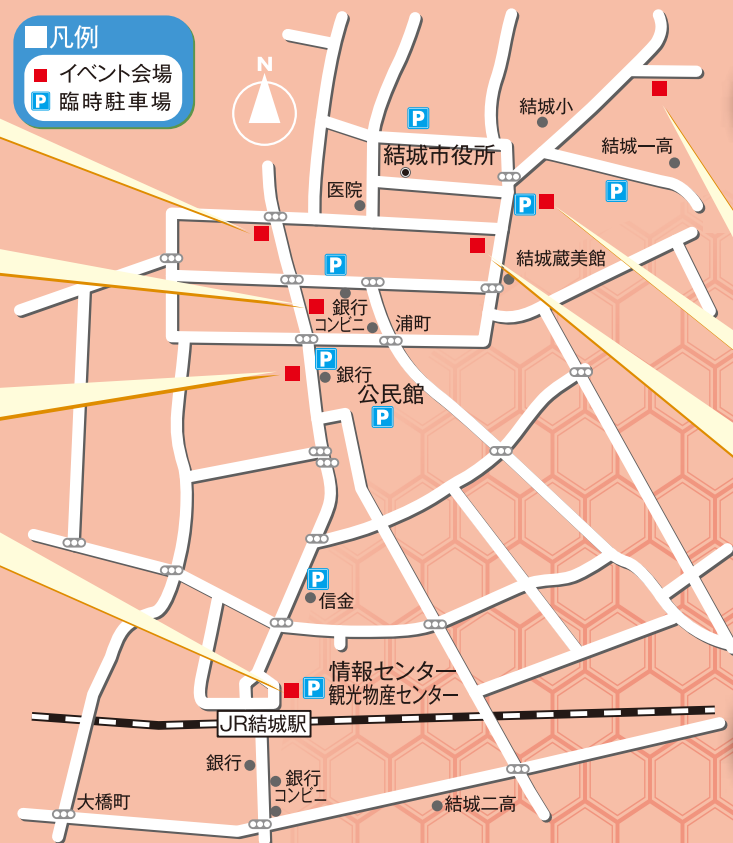 凡例
イベント会場
P 臨時駐車場
N
P
結城市役所
結城小
結城一高
P
医院
P
結城蔵美館
P
銀行
コンビニ
浦町
P
銀行
公民館
P
P
信金
P
情報センター
観光物産センター
JR結城駅
銀行
銀行
コンビニ
大橋町
結城二高